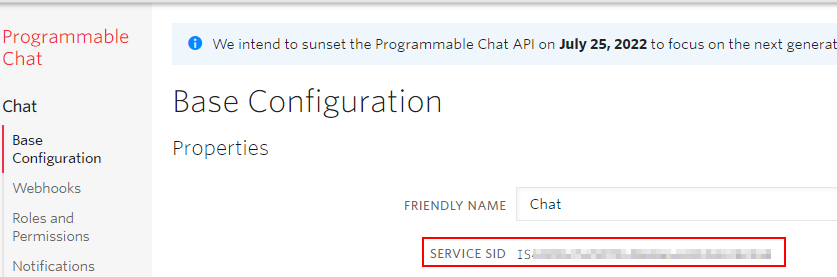 Programmable
Chat
We intend to sunset the Programmable Chat API on July 25, 2022 to focus on the next generat
Chat
Base
Configuration
Webhooks
Roles and
Permissions
Notifications
Base Configuration
Properties
FRIENDLY NAME Chat
SERVICE SID IS